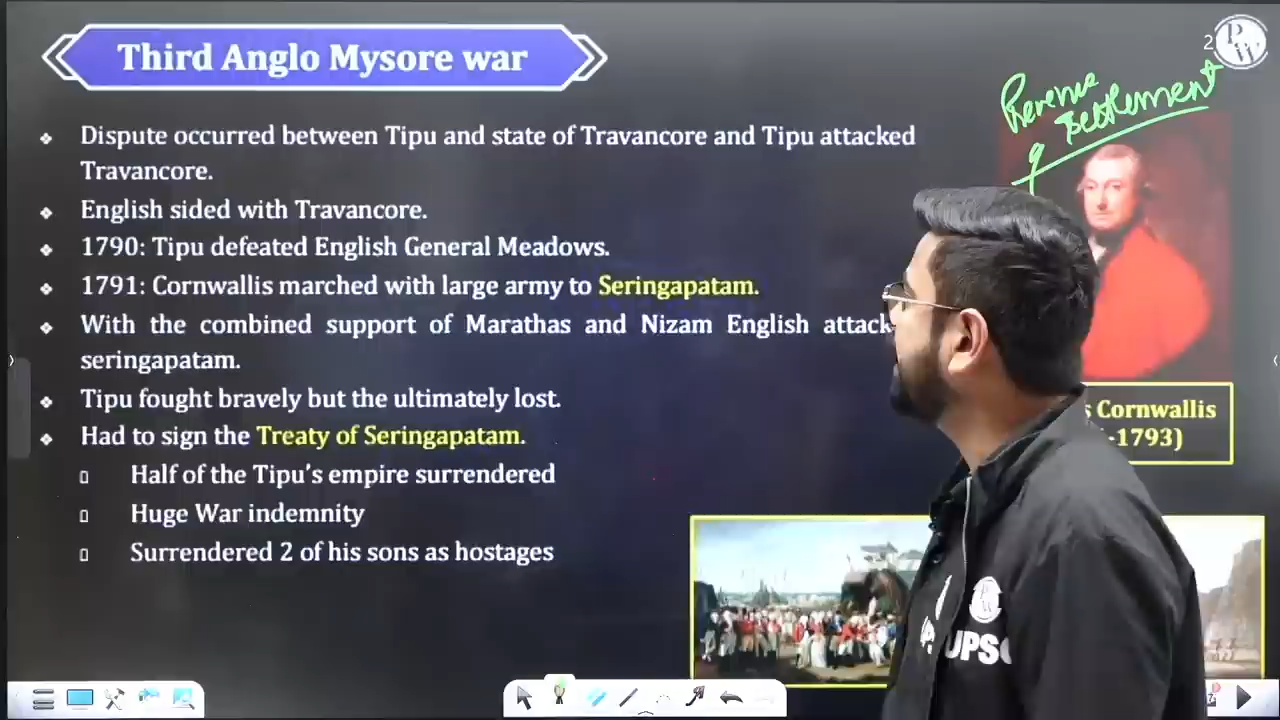 Third Anglo Mysore war
2
PW
Revenue
Settlement
❖ Dispute occurred between Tipu and state of Travancore and Tipu attacked
Travancore.
❖ English sided with Travancore.
❖ 1790: Tipu defeated English General Meadows.
❖ 1791: Cornwallis marched with large army to Seringapatam.
❖ With the combined support of Marathas and Nizam English attack
seringapatam.
❖ Tipu fought bravely but the ultimately lost.
❖ Had to sign the Treaty of Seringapatam.
Half of the Tipu's empire surrendered
Huge War indemnity
Surrendered 2 of his sons as hostages
s Cornwallis
-1793)
PW
UPSC